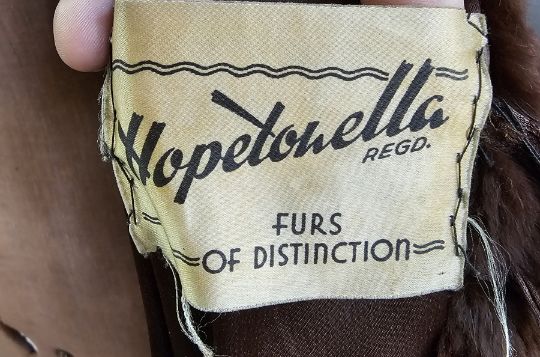 Hopetonella
REGD.
FURS
OF DISTINCTION